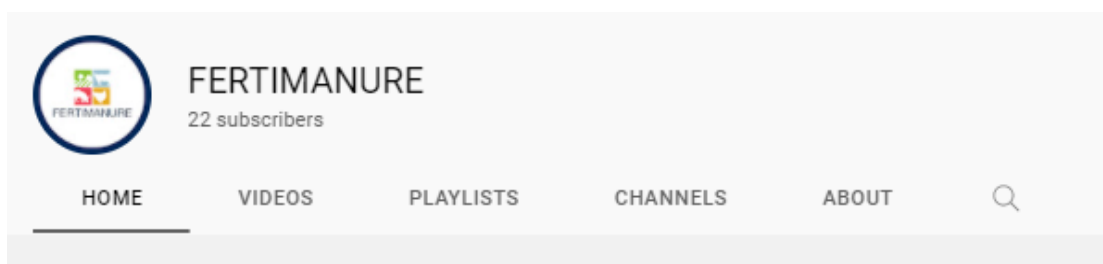 FERTIMANURE
FERTIMANURE
22 subscribers
HOME VIDEOS PLAYLISTS CHANNELS ABOUT